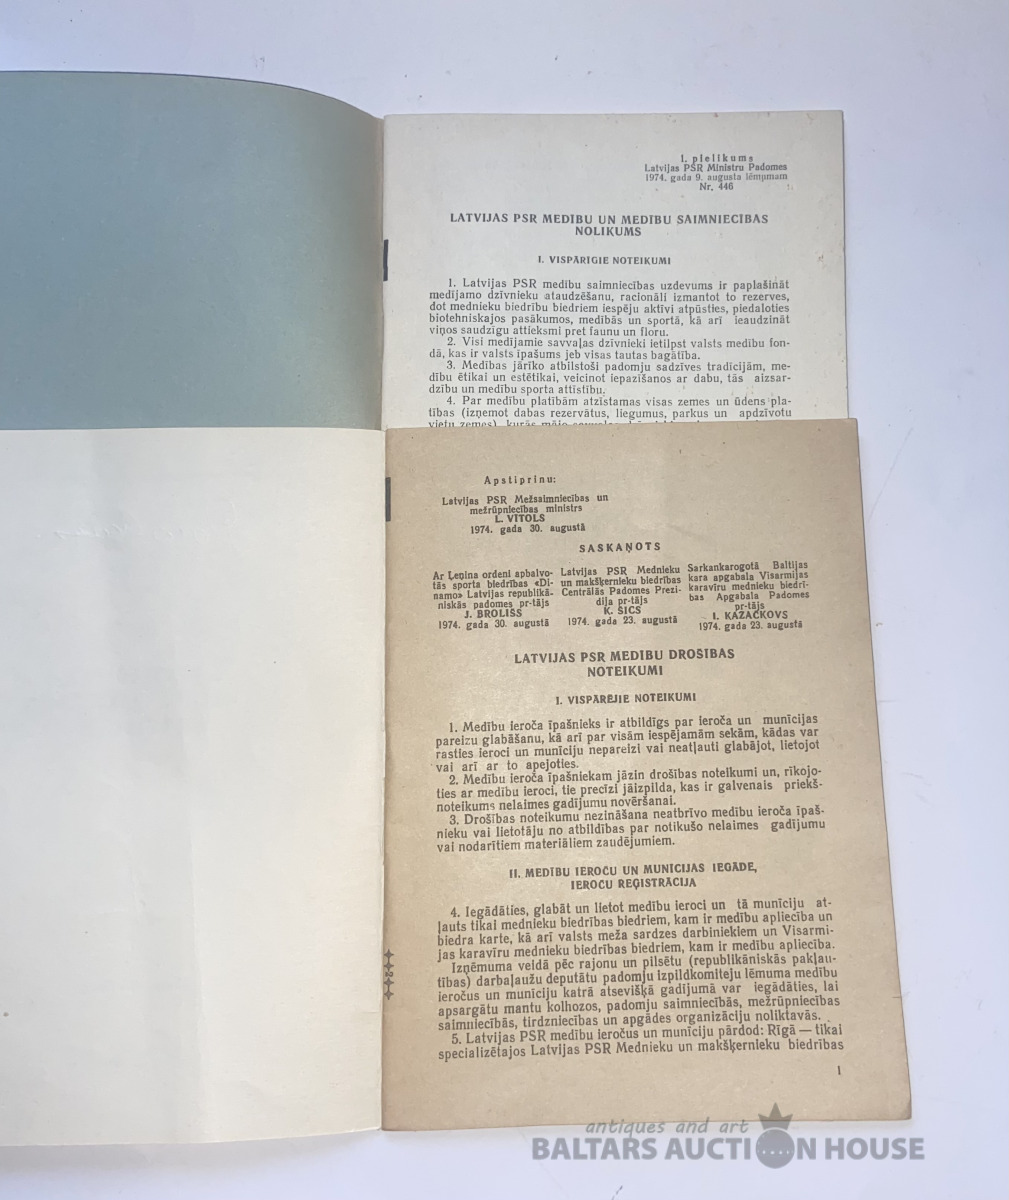 1. pielikums
Latvijas PSR Ministru Padomes
1974. gada 9. augusta lēmumam
Nr. 446
LATVIJAS PSR MEDĪBU UN MEDĪBU SAIMNIECĪBAS
NOLIKUMS
I. VISPĀRĪGIE NOTEIKUMI
1. Latvijas PSR medību saimniecības uzdevums ir paplašināt
medījamo dzīvnieku ataudzēšanu, racionāli izmantot to rezerves,
dot mednieku biedrību biedriem iespēju aktīvi atpūsties, piedaloties
biotehniskajos pasākumos, medībās un sportā, kā arī ieaudzināt
viņos saudzīgu attieksmi pret faunu un floru.
2. Visi medījamie savvaļas dzīvnieki ietilpst valsts medību fon-
dā, kas ir valsts īpašums jeb visas tautas bagātība.
3. Medības jārīko atbilstoši padomju sadzīves tradīcijām, me-
dību ētikai un estētikai, veicinot iepazīšanos ar dabu, tās aizsar-
dzību un medību sporta attīstību.
4. Par medību platībām atzīstamas visas zemes un ūdens pla-
tības (izņemot dabas rezervātus, liegumus, parkus un apdzīvotu
vietu zemes), kurās mājo
Apstiprinu:
Latvijas PSR Mežsaimniecības un
mežrūpniecības ministrs
L. VĪTOLS
1974. gada 30. augustā
SASKAŅOTS
Ar Ļeņina ordeni apbalvo-
tās sporta biedrības «Di-
namo» Latvijas republikā-
niskās padomes pr-tājs
J. BROLIŠS
1974. gada 30. augustā
Latvijas PSR Mednieku
un makšķernieku biedrības
Centrālās Padomes Prezi-
dija pr-tājs
K. ŠICS
1974. gada 23. augustā
Sarkankarogotā Baltijas
kara apgabala Visarmijas
karavīru mednieku biedrī-
bas Apgabala Padomes
pr-tājs
I. KAZAČKOVS
1974. gada 23. augustā
LATVIJAS PSR MEDĪBU DROŠĪBAS
NOTEIKUMI
I. VISPĀRĒJIE NOTEIKUMI
1. Medību ieroča īpašnieks ir atbildīgs par ieroča un munīcijas
pareizu glabāšanu, kā arī par visām iespējamām sekām, kādas var
rasties ieroci un munīciju nepareizi vai neatļauti glabājot, lietojot
vai arī ar to apejoties.
2. Medību ieroča īpašniekam jāzin drošības noteikumi un, rīkojo-
ties ar medību ieroci, tie precīzi jāizpilda, kas ir galvenais priekš-
noteikums nelaimes gadījumu novēršanai.
3. Drošības noteikumu nezināšana neatbrīvo medību ieroča īpaš-
nieku vai lietotāju no atbildības par notikušo nelaimes gadījumu
vai nodarītiem materiāliem zaudējumiem.
II. MEDĪBU IEROČU UN MUNĪCIJAS IEGĀDE,
IEROČU REĢISTRĀCIJA
4. Iegādāties, glabāt un lietot medību ieroci un tā munīciju at-
ļauts tikai mednieku biedrības biedriem, kam ir medību apliecība un
biedra karte, kā arī valsts meža sardzes darbiniekiem un Visarmi-
jas karavīru mednieku biedrības biedriem, kam ir medību apliecība.
Izņēmuma veidā pēc rajonu un pilsētu (republikāniskās pakļau-
tības) darbaļaužu deputātu padomju izpildkomiteju lēmuma medību
ieročus un munīciju katrā atsevišķā gadījumā var iegādāties, lai
apsargātu mantu kolhozos, padomju saimniecībās, mežrūpniecības
saimniecībās, tirdzniecības un apgādes organizāciju noliktavās.
5. Latvijas PSR medību ieročus un munīciju pārdod: Rīgā — tikai
specializētajos Latvijas PSR Mednieku un makšķernieku biedrības
1
antiques and art
BALTARS AUCTION HOUSE